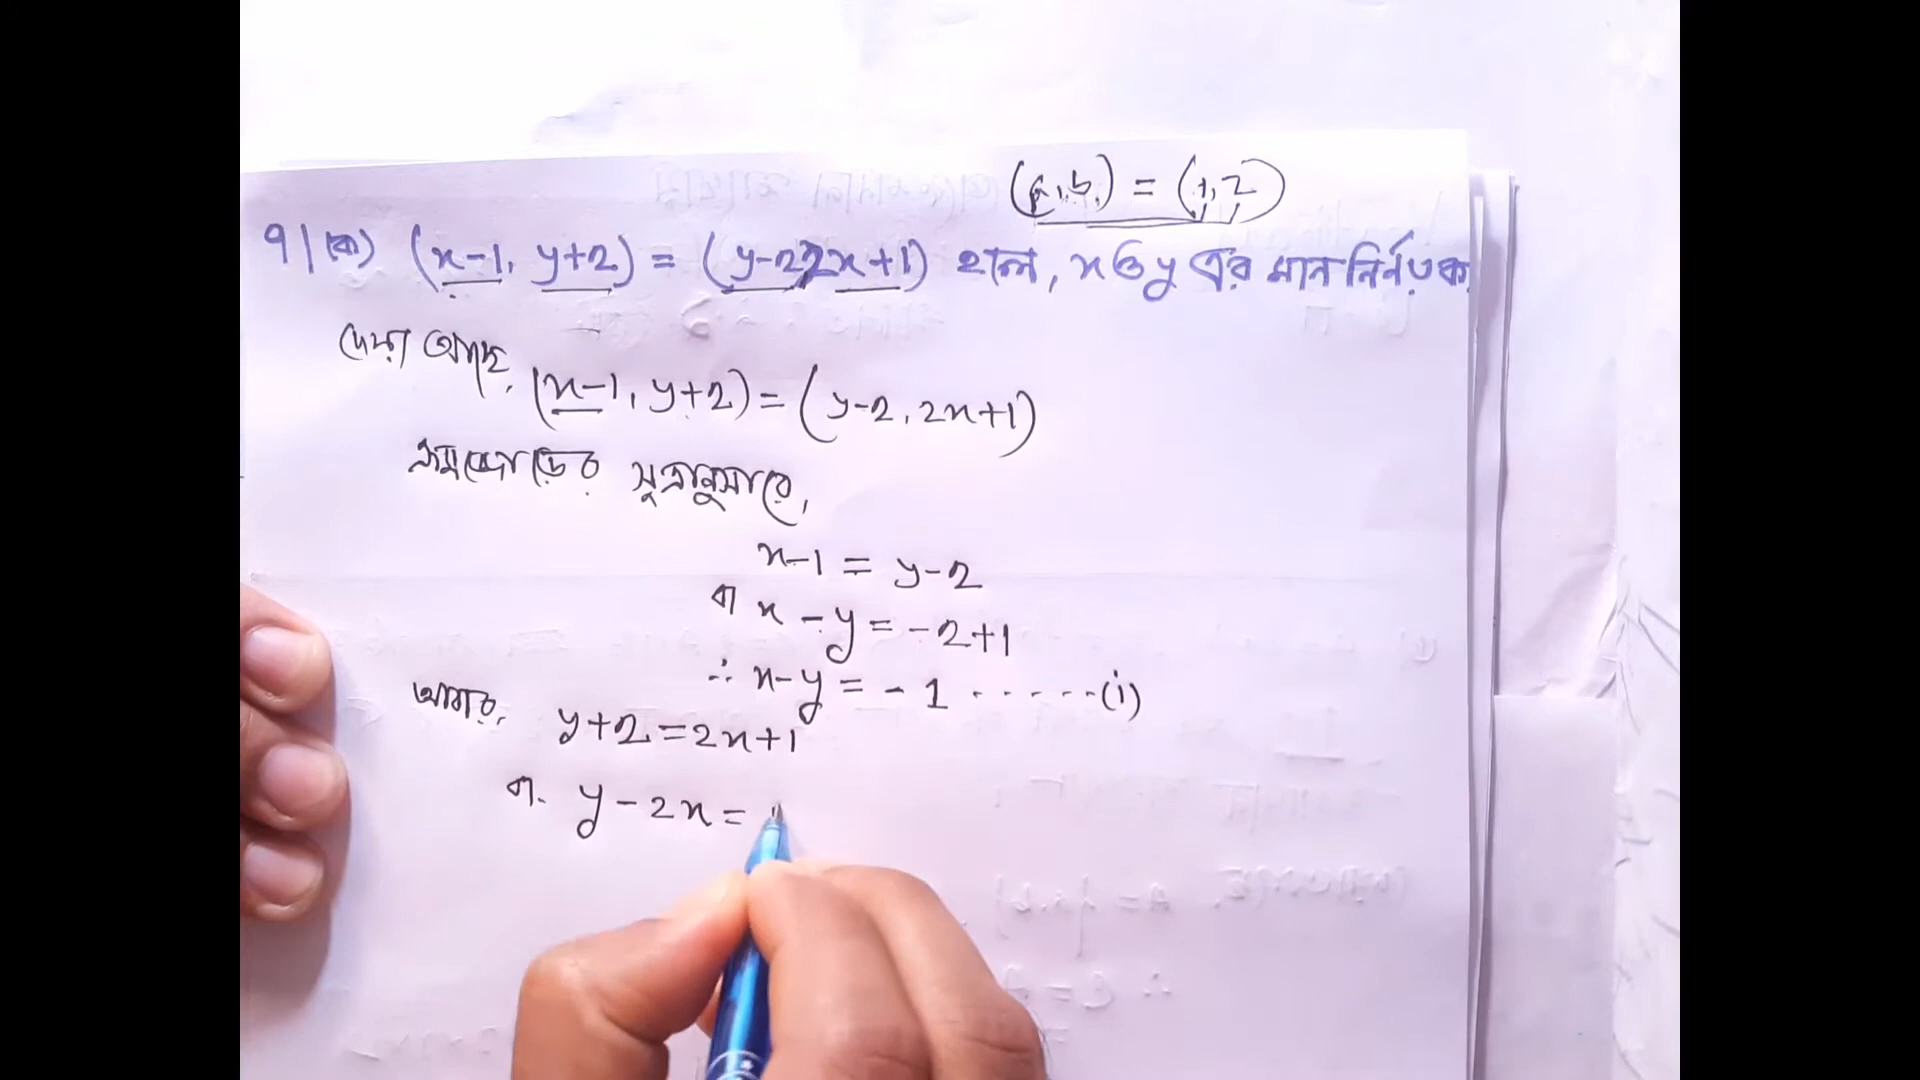 (a, b) = (1, 2)
৭। (ক) (x-1, y+2) = (y-2, 2x+1) হলে, x ও y এর মান নির্ণয় কর
দেয়া আছে,
(x-1, y+2) = (y-2, 2x+1)
ক্রমজোড়ের সূত্রানুসারে,
x-1 = y-2
বা x - y = -2+1
∴ x-y = -1 ......(i)
আবার, y+2 = 2x+1
বা. y - 2x =